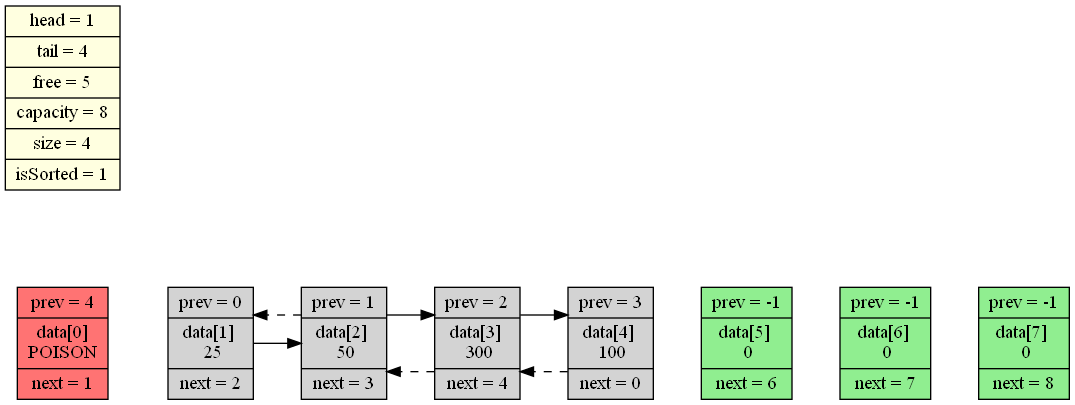 head = 1
tail = 4
free = 5
capacity = 8
size = 4
isSorted = 1
prev = 4
data[0]
POISON
next = 1
prev = 0
data[1]
25
next = 2
prev = 1
data[2]
50
next = 3
prev = 2
data[3]
300
next = 4
prev = 3
data[4]
100
next = 0
prev = -1
data[5]
0
next = 6
prev = -1
data[6]
0
next = 7
prev = -1
data[7]
0
next = 8